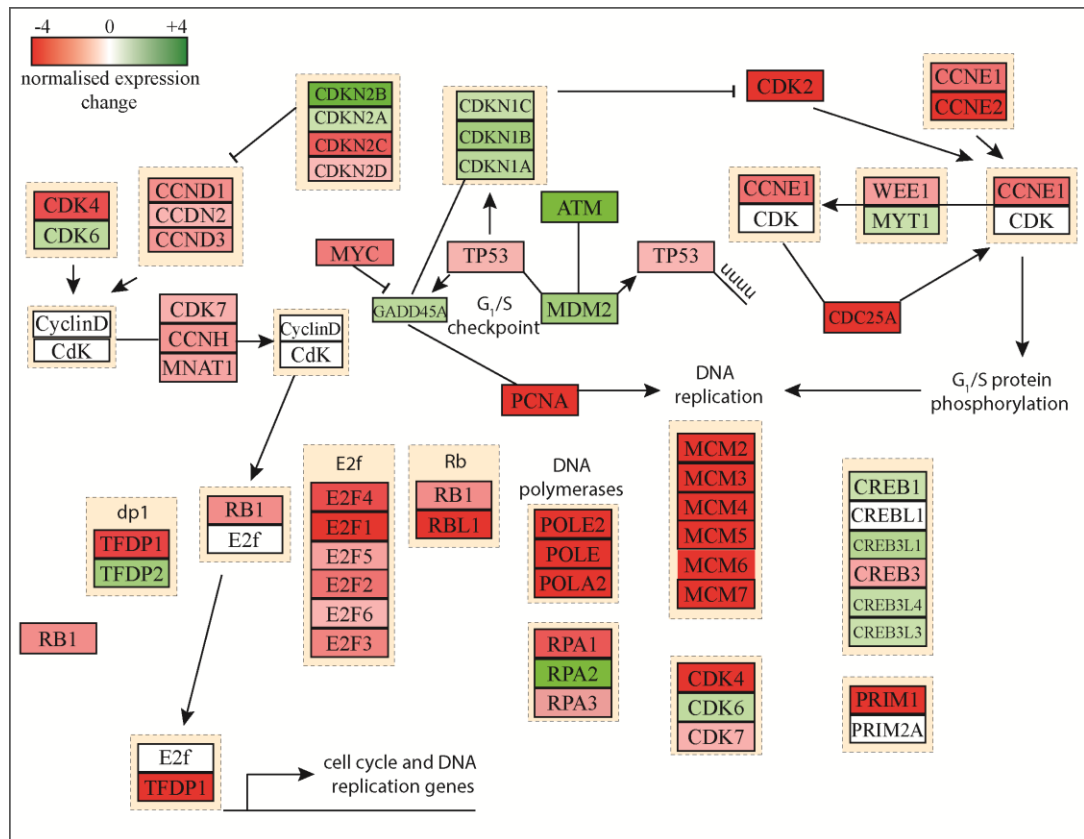 -4 0 +4
normalised expression
change
CDKN2B
CDKN2A
CDKN2C
CDKN2D
CDKN1C
CDKN1B
CDKN1A
CDK2
CCNE1
CCNE2
CDK4
CDK6
CCND1
CCDN2
CCND3
ATM
MYC
TP53
TP53
uuuu
GADD45A
G₁/S
checkpoint
MDM2
CCNE1
CDK
WEE1
MYT1
CCNE1
CDK
CDC25A
CyclinD
CdK
CDK7
CCNH
MNAT1
CyclinD
CdK
PCNA
DNA
replication
G₁/S protein
phosphorylation
dp1
TFDP1
TFDP2
RB1
E2f
E2f
E2F4
E2F1
E2F5
E2F2
E2F6
E2F3
Rb
RB1
RBL1
DNA
polymerases
POLE2
POLE
POLA2
MCM2
MCM3
MCM4
MCM5
MCM6
MCM7
CREB1
CREBL1
CREB3L1
CREB3
CREB3L4
CREB3L3
RB1
RPA1
RPA2
RPA3
CDK4
CDK6
CDK7
PRIM1
PRIM2A
E2f
TFDP1
cell cycle and DNA
replication genes